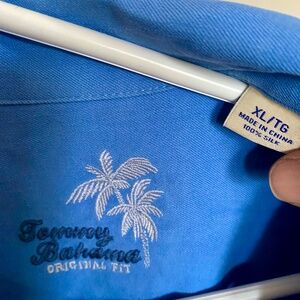 XL/TG
MADE IN CHINA
100% SILK
Tommy
Bahama
ORIGINAL FIT